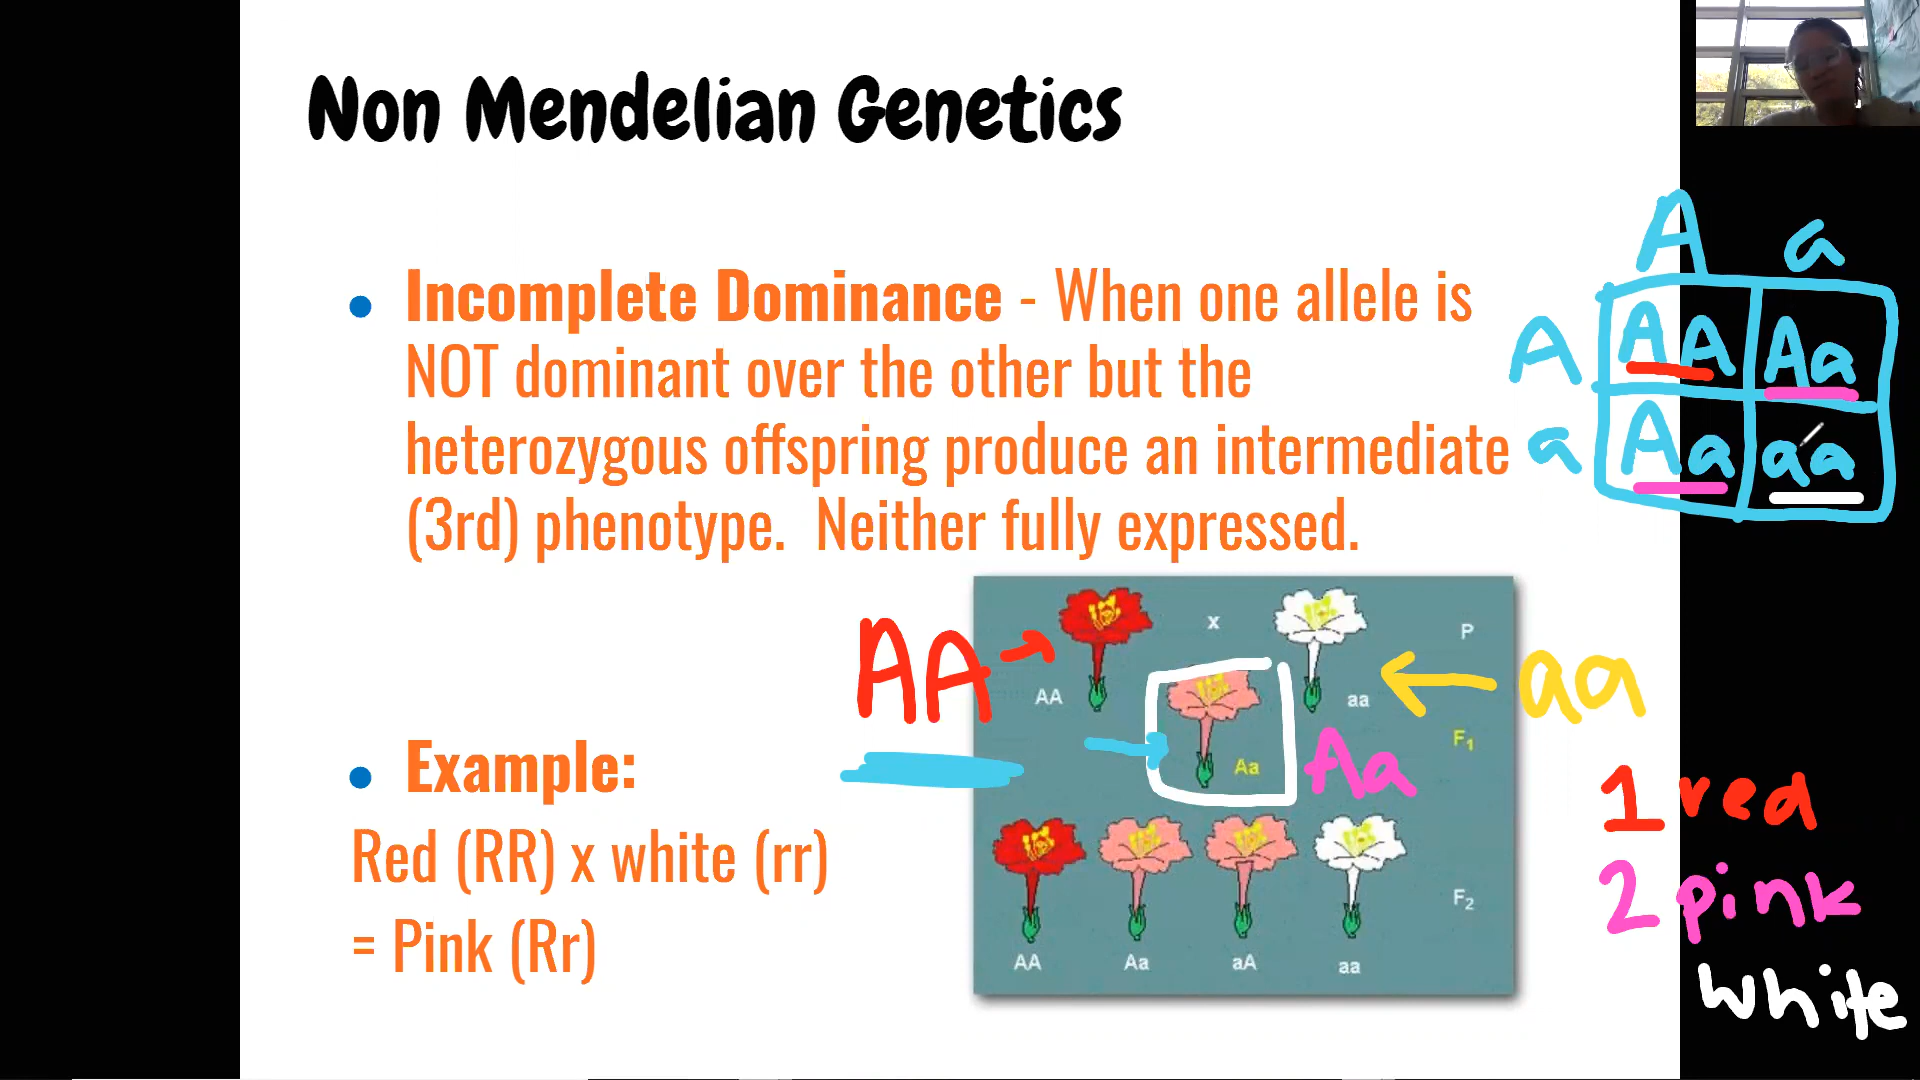 Non Mendelian Genetics
A a
• Incomplete Dominance - When one allele is
NOT dominant over the other but the
heterozygous offspring produce an intermediate
(3rd) phenotype. Neither fully expressed.
A AA Aa
a Aa aa
x P
AA → AA aa ← aa
F1
Aa Aa
AA Aa aA aa
F2
• Example:
Red (RR) x white (rr)
= Pink (Rr)
1 red
2 pink
white